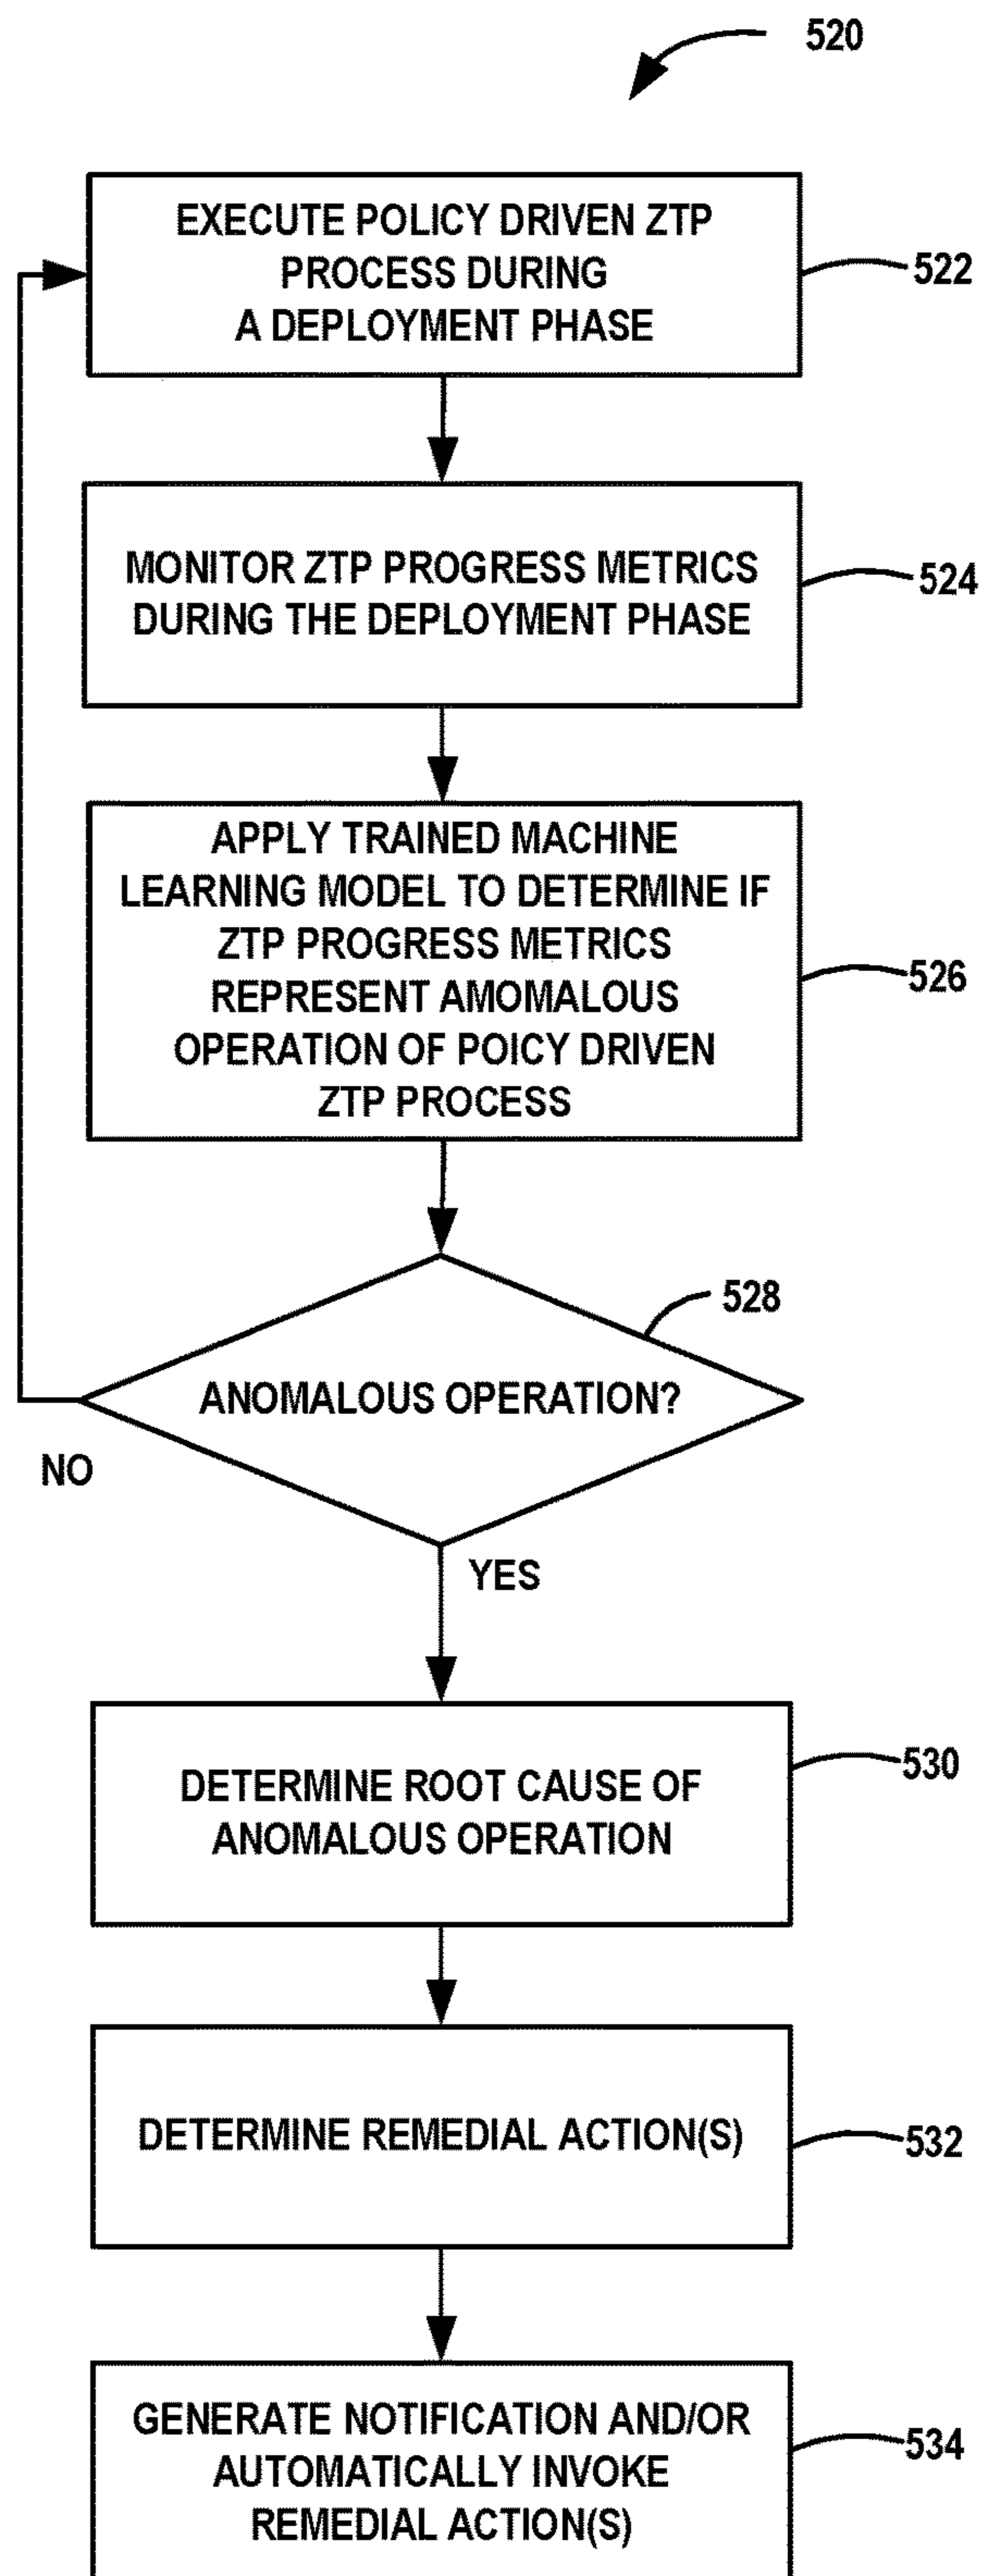 520
EXECUTE POLICY DRIVEN ZTP
PROCESS DURING
A DEPLOYMENT PHASE
522
MONITOR ZTP PROGRESS METRICS
DURING THE DEPLOYMENT PHASE
524
APPLY TRAINED MACHINE
LEARNING MODEL TO DETERMINE IF
ZTP PROGRESS METRICS
REPRESENT AMOMALOUS
OPERATION OF POICY DRIVEN
ZTP PROCESS
526
528
ANOMALOUS OPERATION?
NO
YES
DETERMINE ROOT CAUSE OF
ANOMALOUS OPERATION
530
DETERMINE REMEDIAL ACTION(S)
532
GENERATE NOTIFICATION AND/OR
AUTOMATICALLY INVOKE
REMEDIAL ACTION(S)
534